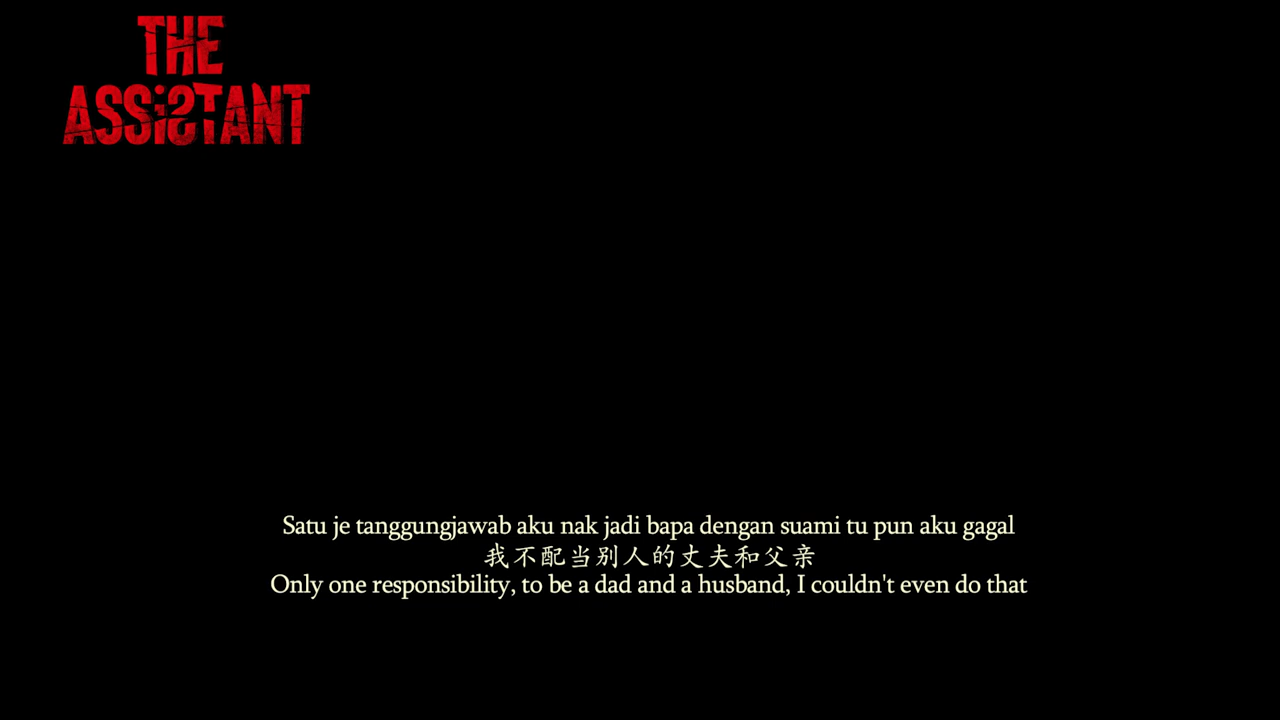 THE
ASSiSTANT
Satu je tanggungjawab aku nak jadi bapa dengan suami tu pun aku gagal
我不配当别人的丈夫和父亲
Only one responsibility, to be a dad and a husband, I couldn't even do that